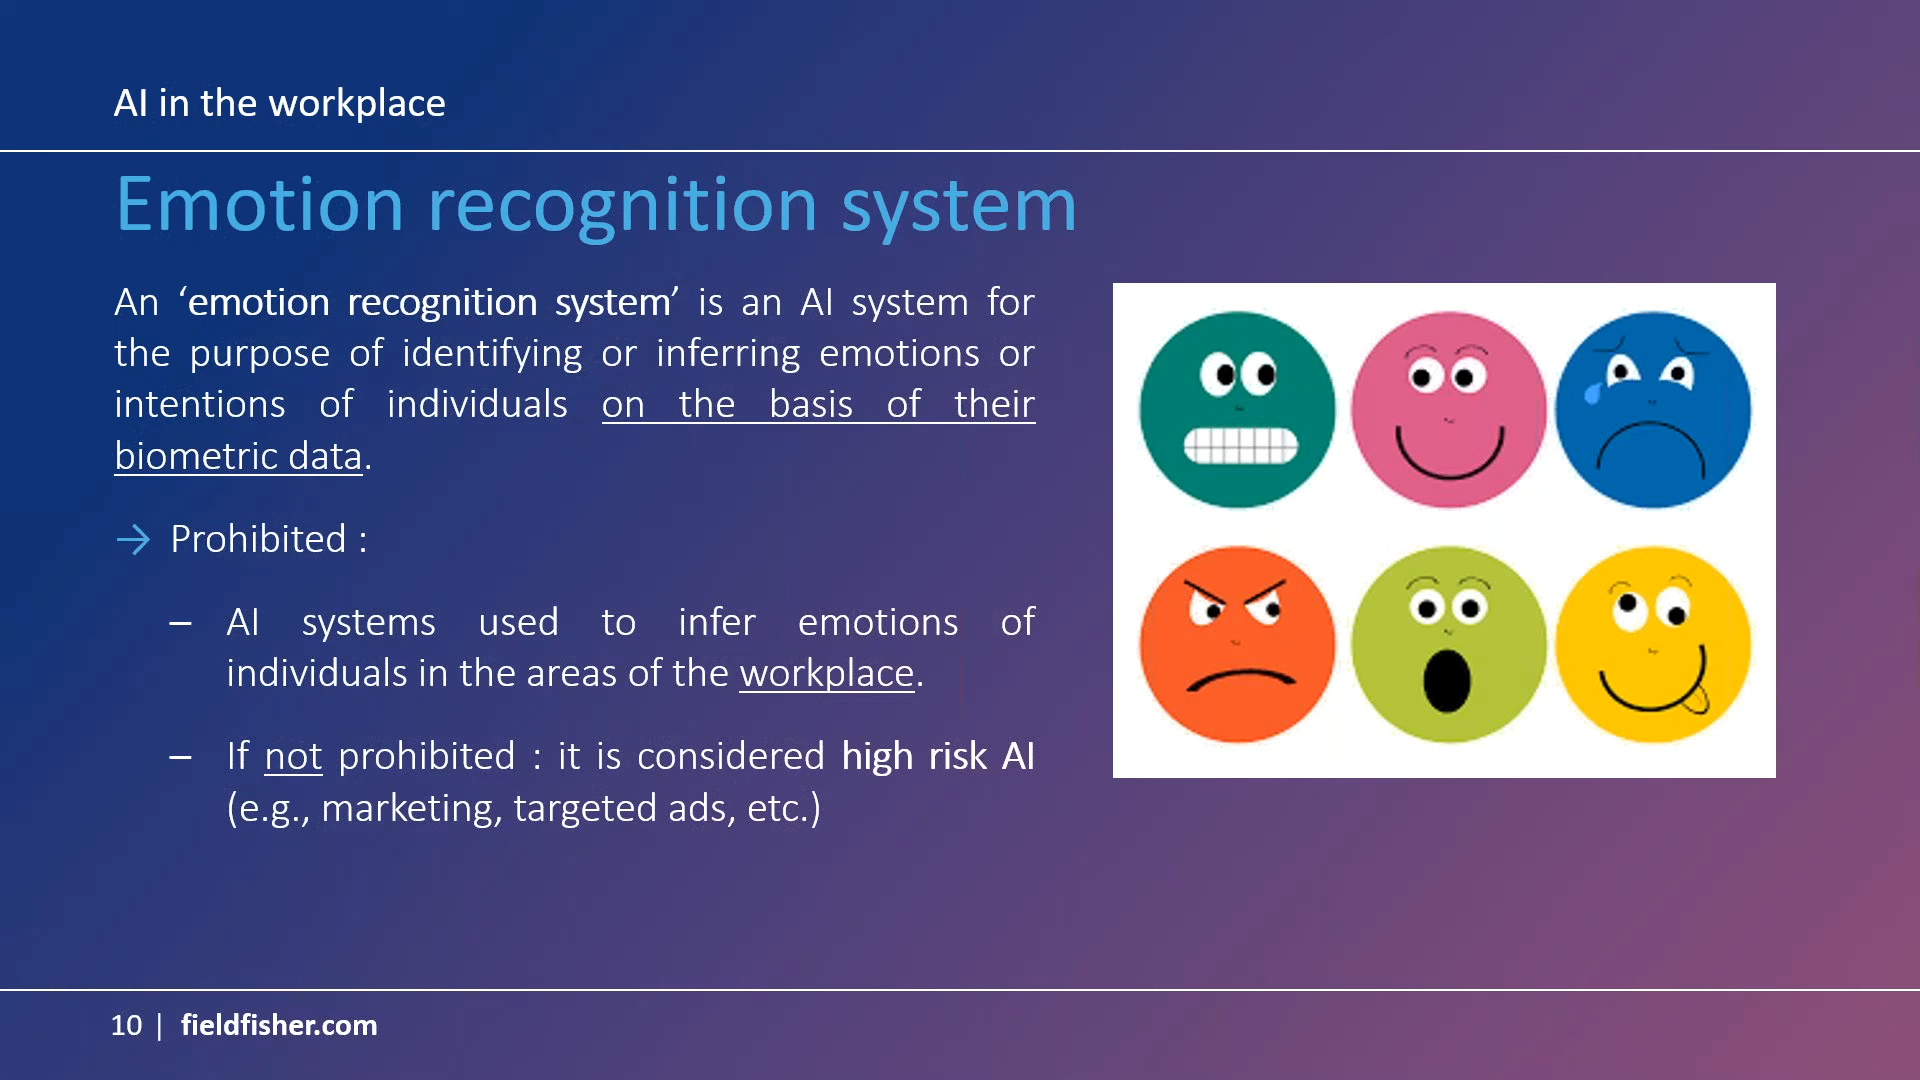 AI in the workplace
Emotion recognition system
An ‘emotion recognition system’ is an AI system for
the purpose of identifying or inferring emotions or
intentions of individuals on the basis of their
biometric data.
→ Prohibited :
– AI systems used to infer emotions of
individuals in the areas of the workplace.
– If not prohibited : it is considered high risk AI
(e.g., marketing, targeted ads, etc.)
10 | fieldfisher.com